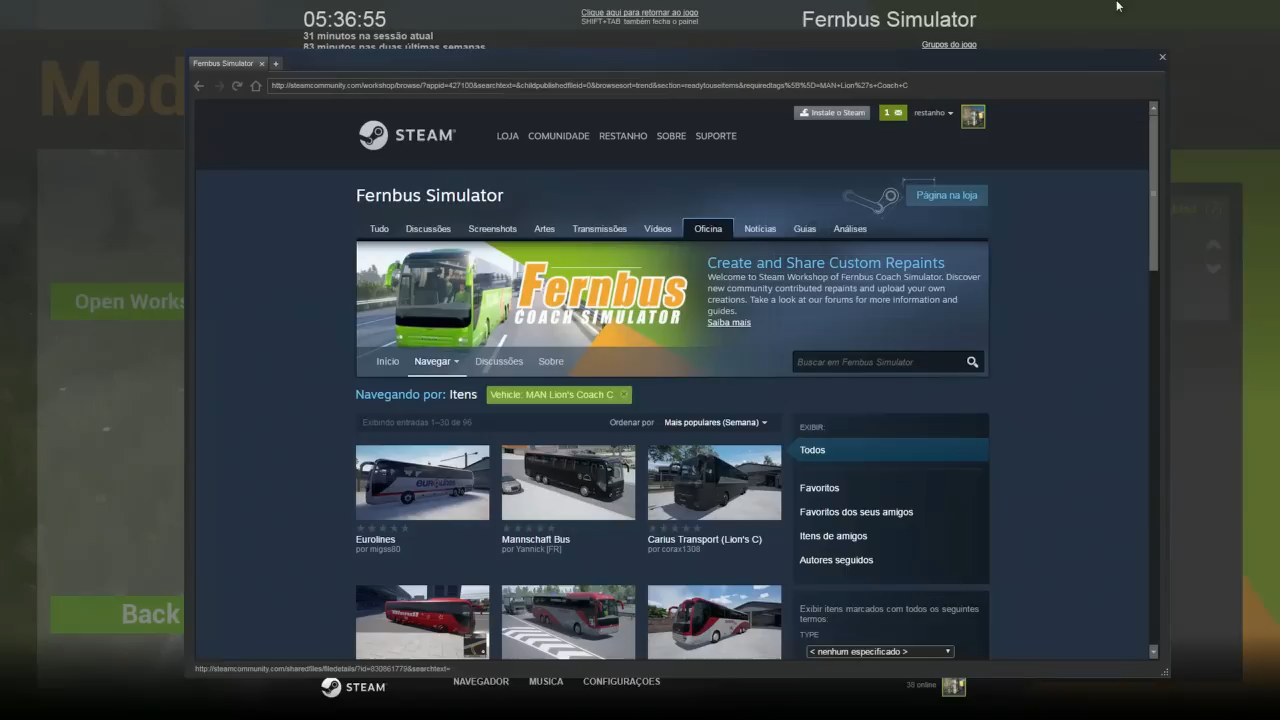 05:36:55
31 minutos na sessão atual
83 minutos nas duas últimas semanas
Clique aqui para retornar ao jogo
SHIFT+TAB também fecha o painel
Fernbus Simulator
Grupos do jogo
Mod
Fernbus Simulator
http://steamcommunity.com/workshop/browse/?appid=427100&searchtext=&childpublishedfileid=0&browsesort=trend&section=readytouseitems&requiredtags%5B%5D=MAN+Lion%27s+Coach+C
Instale o Steam
1
restanho
STEAM
LOJA COMUNIDADE RESTANHO SOBRE SUPORTE
Fernbus Simulator
Página na loja
Tudo Discussões Screenshots Artes Transmissões Vídeos Oficina Notícias Guias Análises
Fernbus
COACH SIMULATOR
Create and Share Custom Repaints
Welcome to Steam Workshop of Fernbus Coach Simulator. Discover
new community contributed repaints and upload your own
creations. Take a look at our forums for more information and
guides.
Saiba mais
Open Works
Início Navegar Discussões Sobre
Buscar em Fernbus Simulator
Navegando por: Itens Vehicle: MAN Lion's Coach C
Exibindo entradas 1–30 de 96
Ordenar por Mais populares (Semana)
EXIBIR:
Todos
Favoritos
Favoritos dos seus amigos
Itens de amigos
Autores seguidos
EUROLINES
Eurolines
por migss80
Mannschaft Bus
por Yannick [FR]
Carius Transport (Lion's C)
por corax1308
Back
Exibir itens marcados com todos os seguintes
termos:
TYPE
< nenhum especificado >
http://steamcommunity.com/sharedfiles/filedetails/?id=830861779&searchtext=
STEAM
NAVEGADOR MÚSICA CONFIGURAÇÕES
38 online